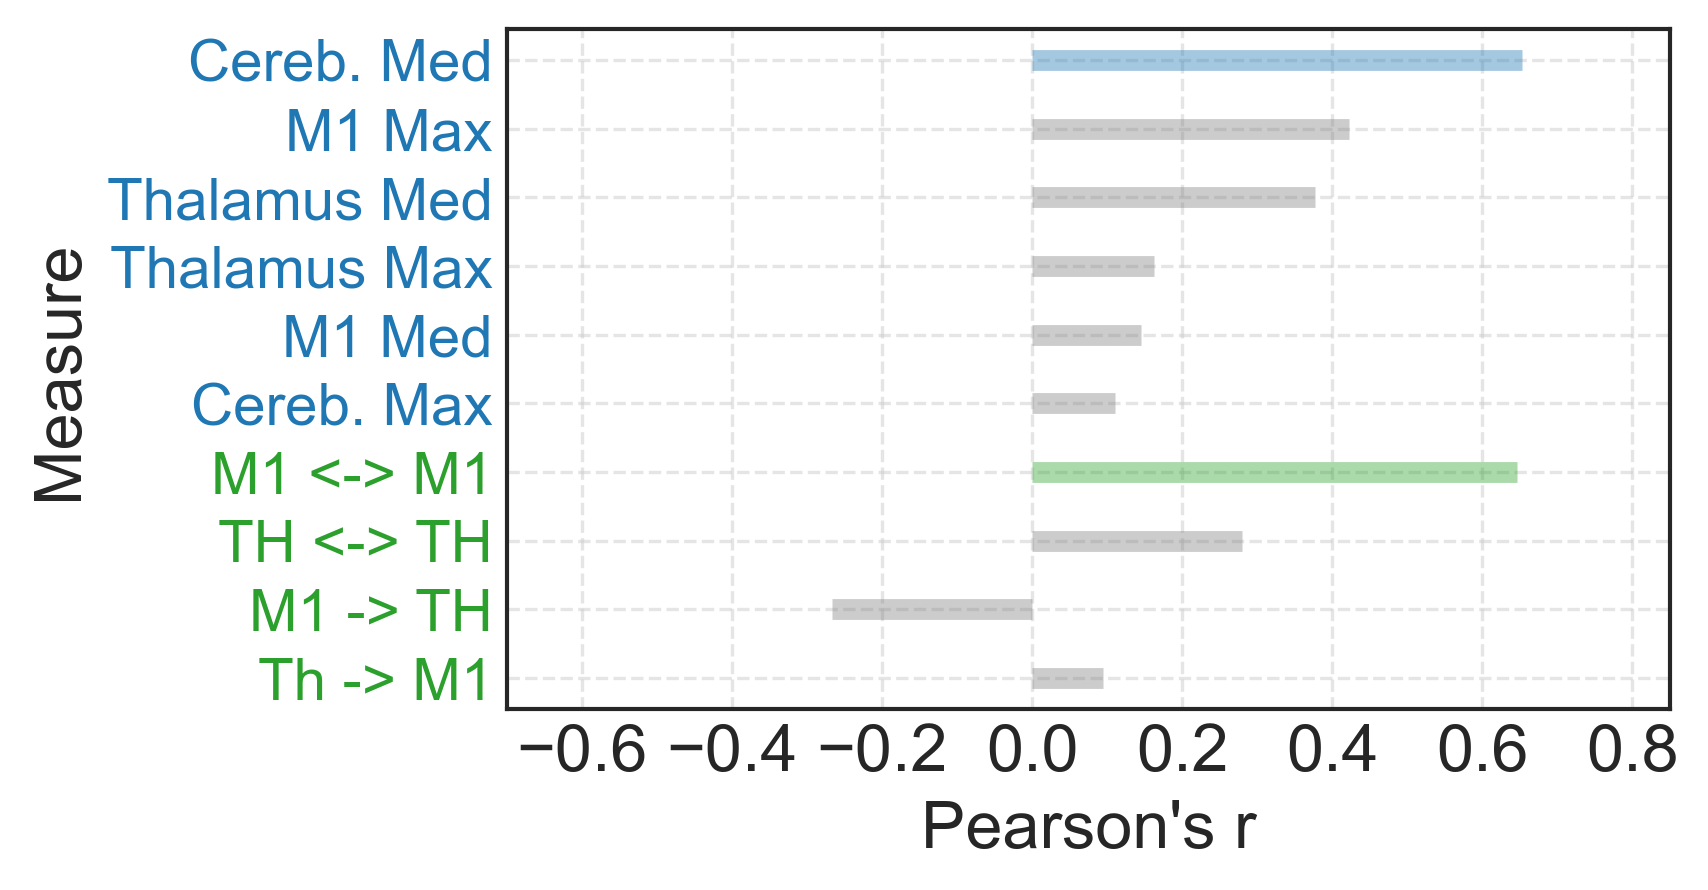 Cereb. Med
M1 Max
Thalamus Med
Thalamus Max
M1 Med
Cereb. Max
M1 <-> M1
TH <-> TH
M1 -> TH
Th -> M1
Measure
−0.6 −0.4 −0.2 0.0 0.2 0.4 0.6 0.8
Pearson's r